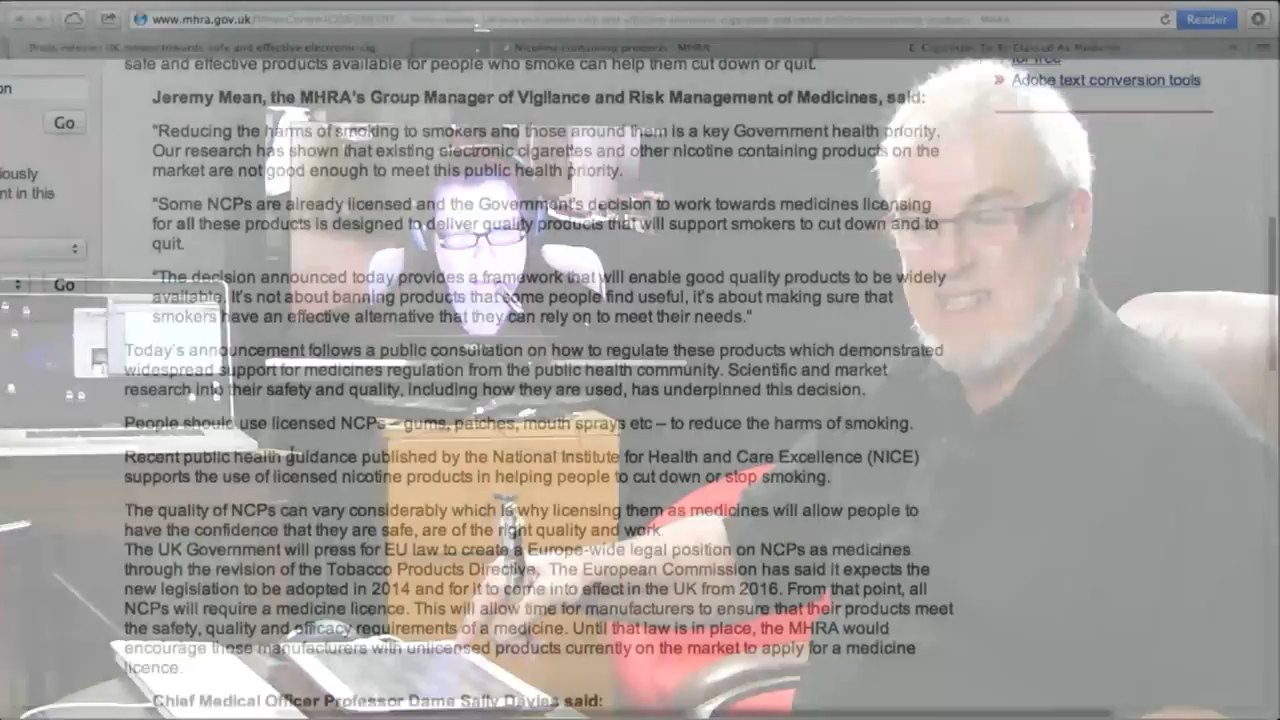 www.mhra.gov.uk
Reader
Nicotine containing products MHRA
safe and effective products available for people who smoke can help them cut down or quit."
for free
Adobe text conversion tools
on
Jeremy Mean, the MHRA's Group Manager of Vigilance and Risk Management of Medicines, said:
Go
"Reducing the harms of smoking to smokers and those around them is a key Government health priority.
Our research has shown that existing electronic cigarettes and other nicotine containing products on the
market are not good enough to meet this public health priority.
iously
nt in this
"Some NCPs are already licensed and the Government's decision to work towards medicines licensing
for all these products is designed to deliver quality products that will support smokers to cut down and to
quit.
Go
"The decision announced today provides a framework that will enable good quality products to be widely
available. It's not about banning products that some people find useful, it's about making sure that
smokers have an effective alternative that they can rely on to meet their needs."
Today's announcement follows a public consultation on how to regulate these products which demonstrated
widespread support for medicines regulation from the public health community. Scientific and market
research into their safety and quality, including how they are used, has underpinned this decision.
People should use licensed NCPs – gums, patches, mouth sprays etc – to reduce the harms of smoking.
Recent public health guidance published by the National Institute for Health and Care Excellence (NICE)
supports the use of licensed nicotine products in helping people to cut down or stop smoking.
The quality of NCPs can vary considerably which is why licensing them as medicines will allow people to
have the confidence that they are safe, are of the right quality and work.
The UK Government will press for EU law to create a Europe-wide legal position on NCPs as medicines
through the revision of the Tobacco Products Directive. The European Commission has said it expects the
new legislation to be adopted in 2014 and for it to come into effect in the UK from 2016. From that point, all
NCPs will require a medicine licence. This will allow time for manufacturers to ensure that their products meet
the safety, quality and efficacy requirements of a medicine. Until that law is in place, the MHRA would
encourage those manufacturers with unlicensed products currently on the market to apply for a medicine
licence.
Chief Medical Officer Professor Dame Sally Davies said: